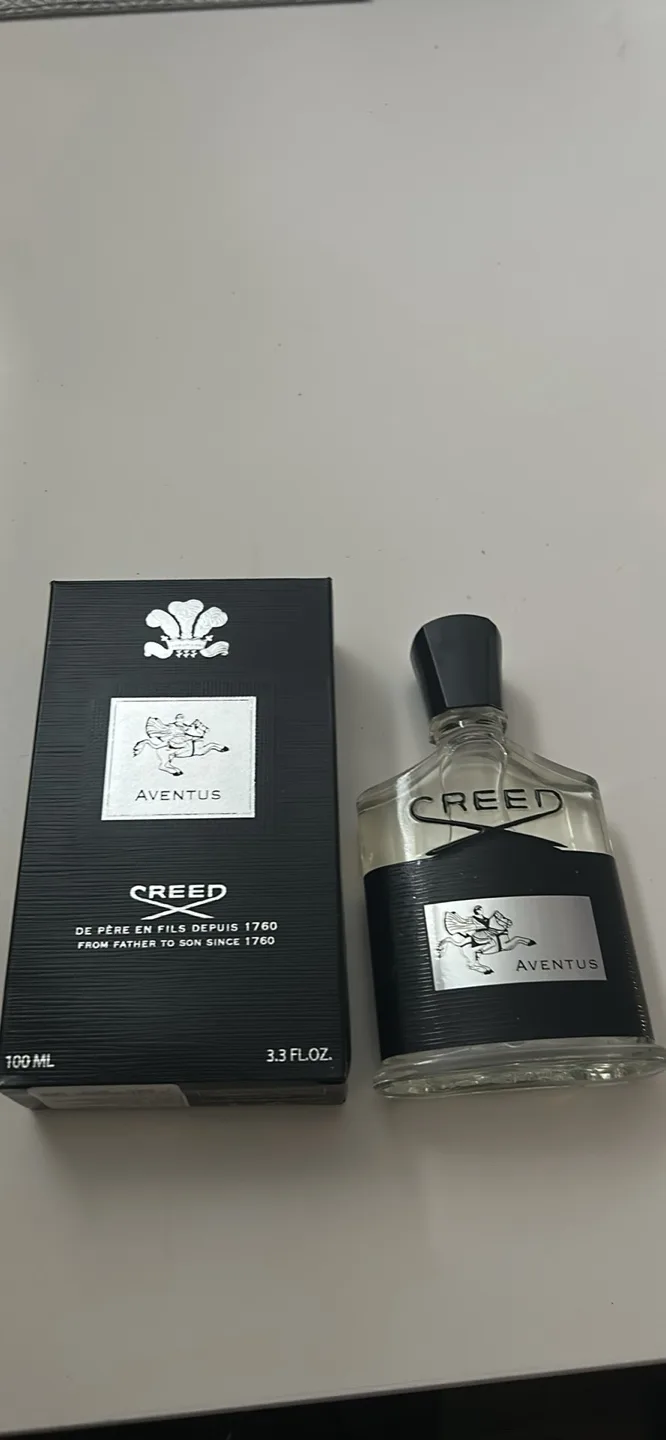 AVENTUS
CREED
DE PÈRE EN FILS DEPUIS 1760
FROM FATHER TO SON SINCE 1760
100 ML
3.3 FL.OZ.
CREED
AVENTUS